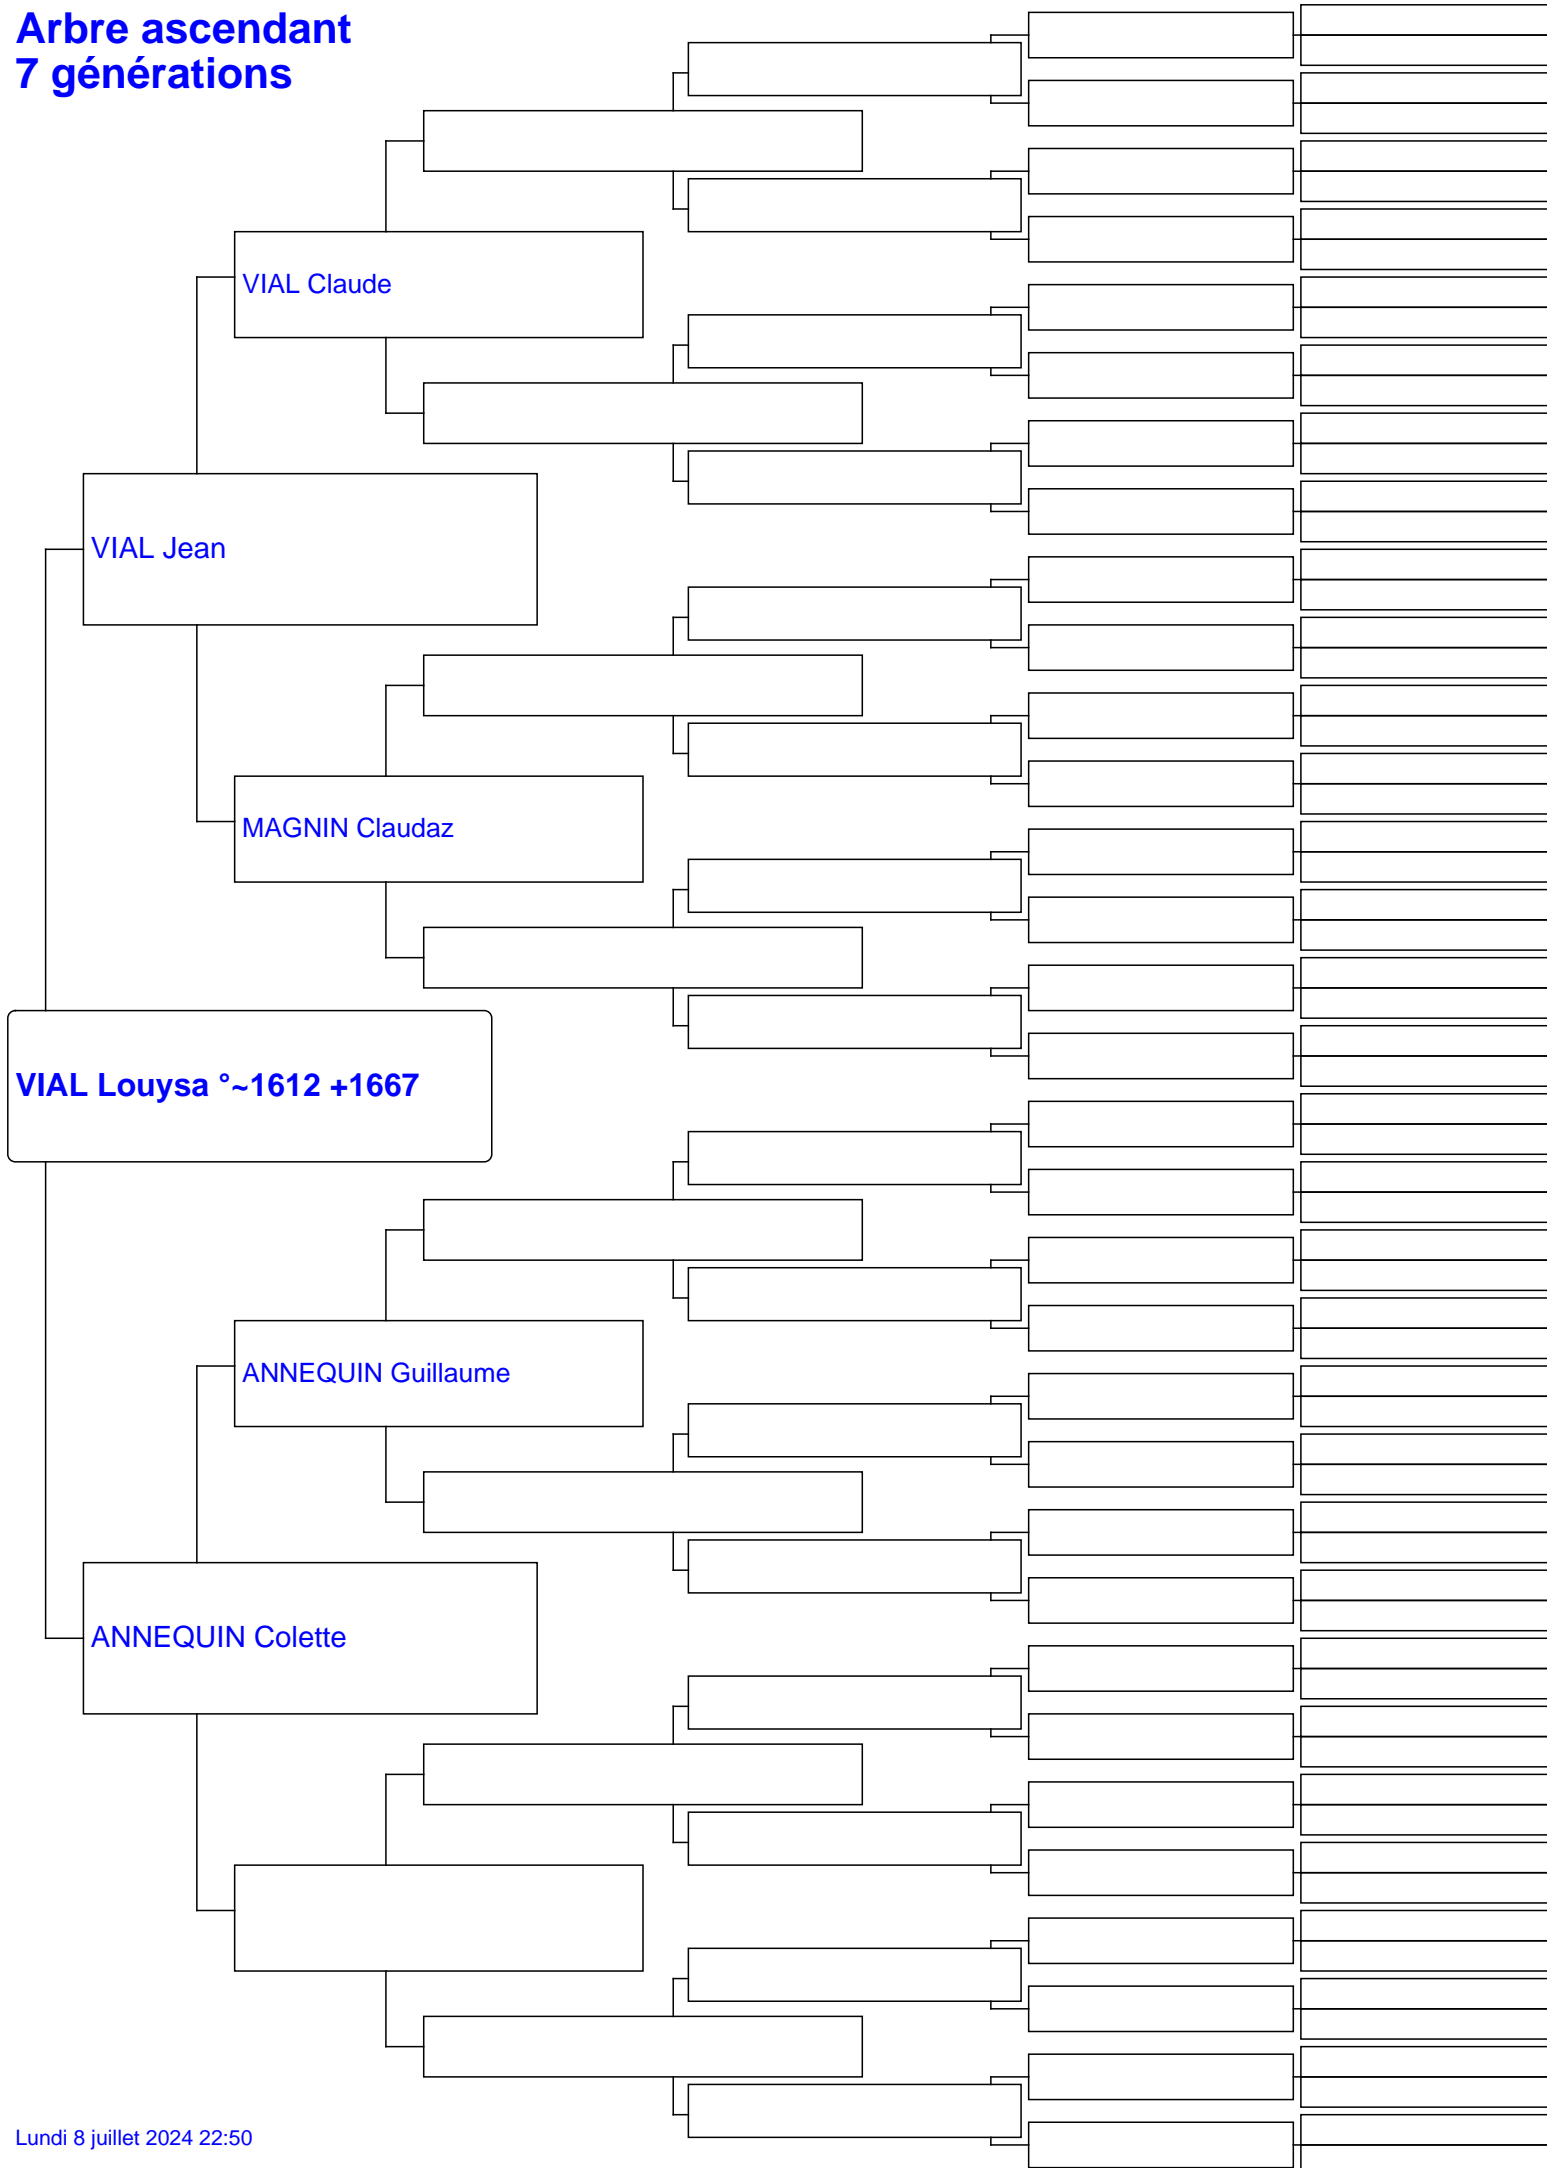 Arbre ascendant
7 générations
VIAL Claude
VIAL Jean
MAGNIN Claudaz
VIAL Louysa °~1612 +1667
ANNEQUIN Guillaume
ANNEQUIN Colette
Lundi 8 juillet 2024 22:50